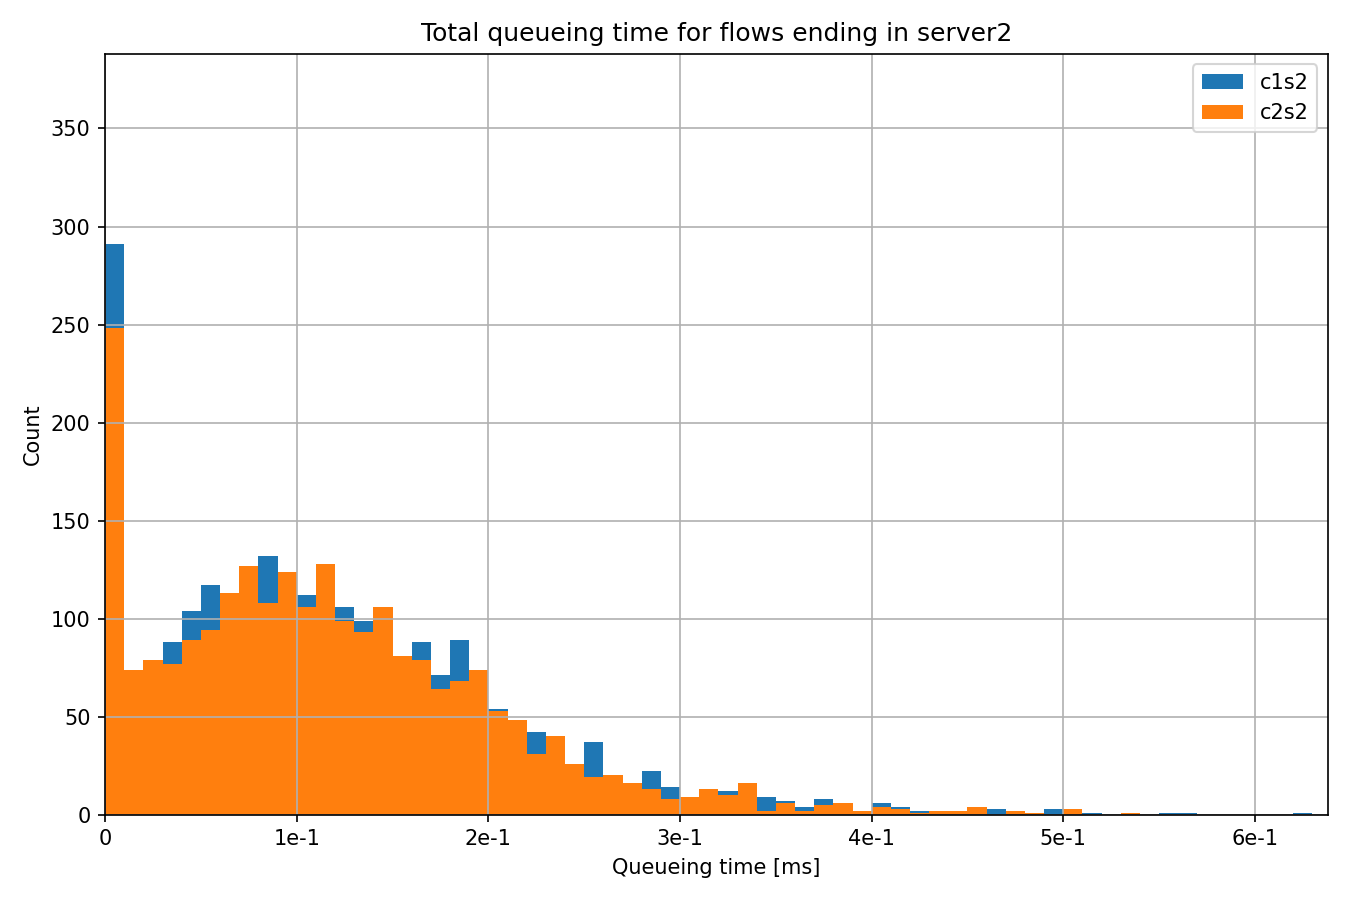 Total queueing time for flows ending in server2
c1s2
c2s2
350
300
250
200
150
100
50
0
Count
0 1e-1 2e-1 3e-1 4e-1 5e-1 6e-1
Queueing time [ms]